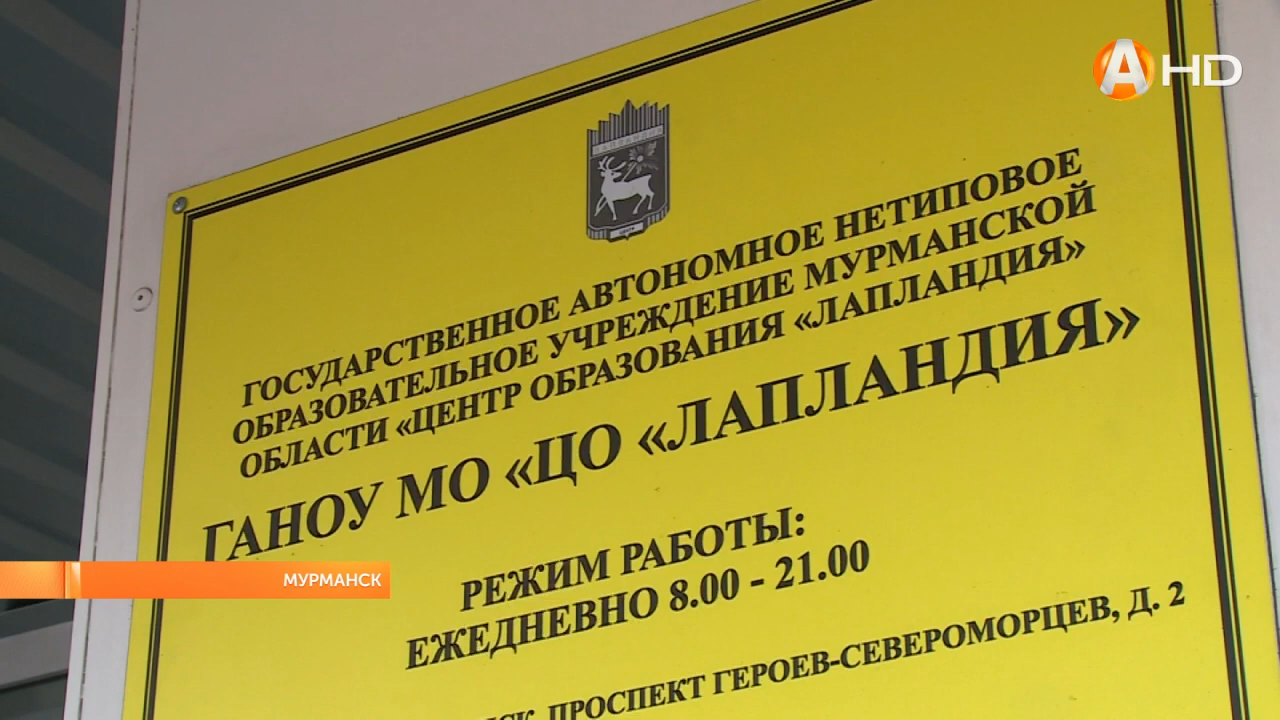 А HD
ЛАПЛАНДИЯ
ГОСУДАРСТВЕННОЕ АВТОНОМНОЕ НЕТИПОВОЕ
ОБРАЗОВАТЕЛЬНОЕ УЧРЕЖДЕНИЕ МУРМАНСКОЙ
ОБЛАСТИ «ЦЕНТР ОБРАЗОВАНИЯ «ЛАПЛАНДИЯ»
ГАНОУ МО «ЦО «ЛАПЛАНДИЯ»
РЕЖИМ РАБОТЫ:
ЕЖЕДНЕВНО 8.00 - 21.00
ПРОСПЕКТ ГЕРОЕВ-СЕВЕРОМОРЦЕВ, Д. 2
МУРМАНСК